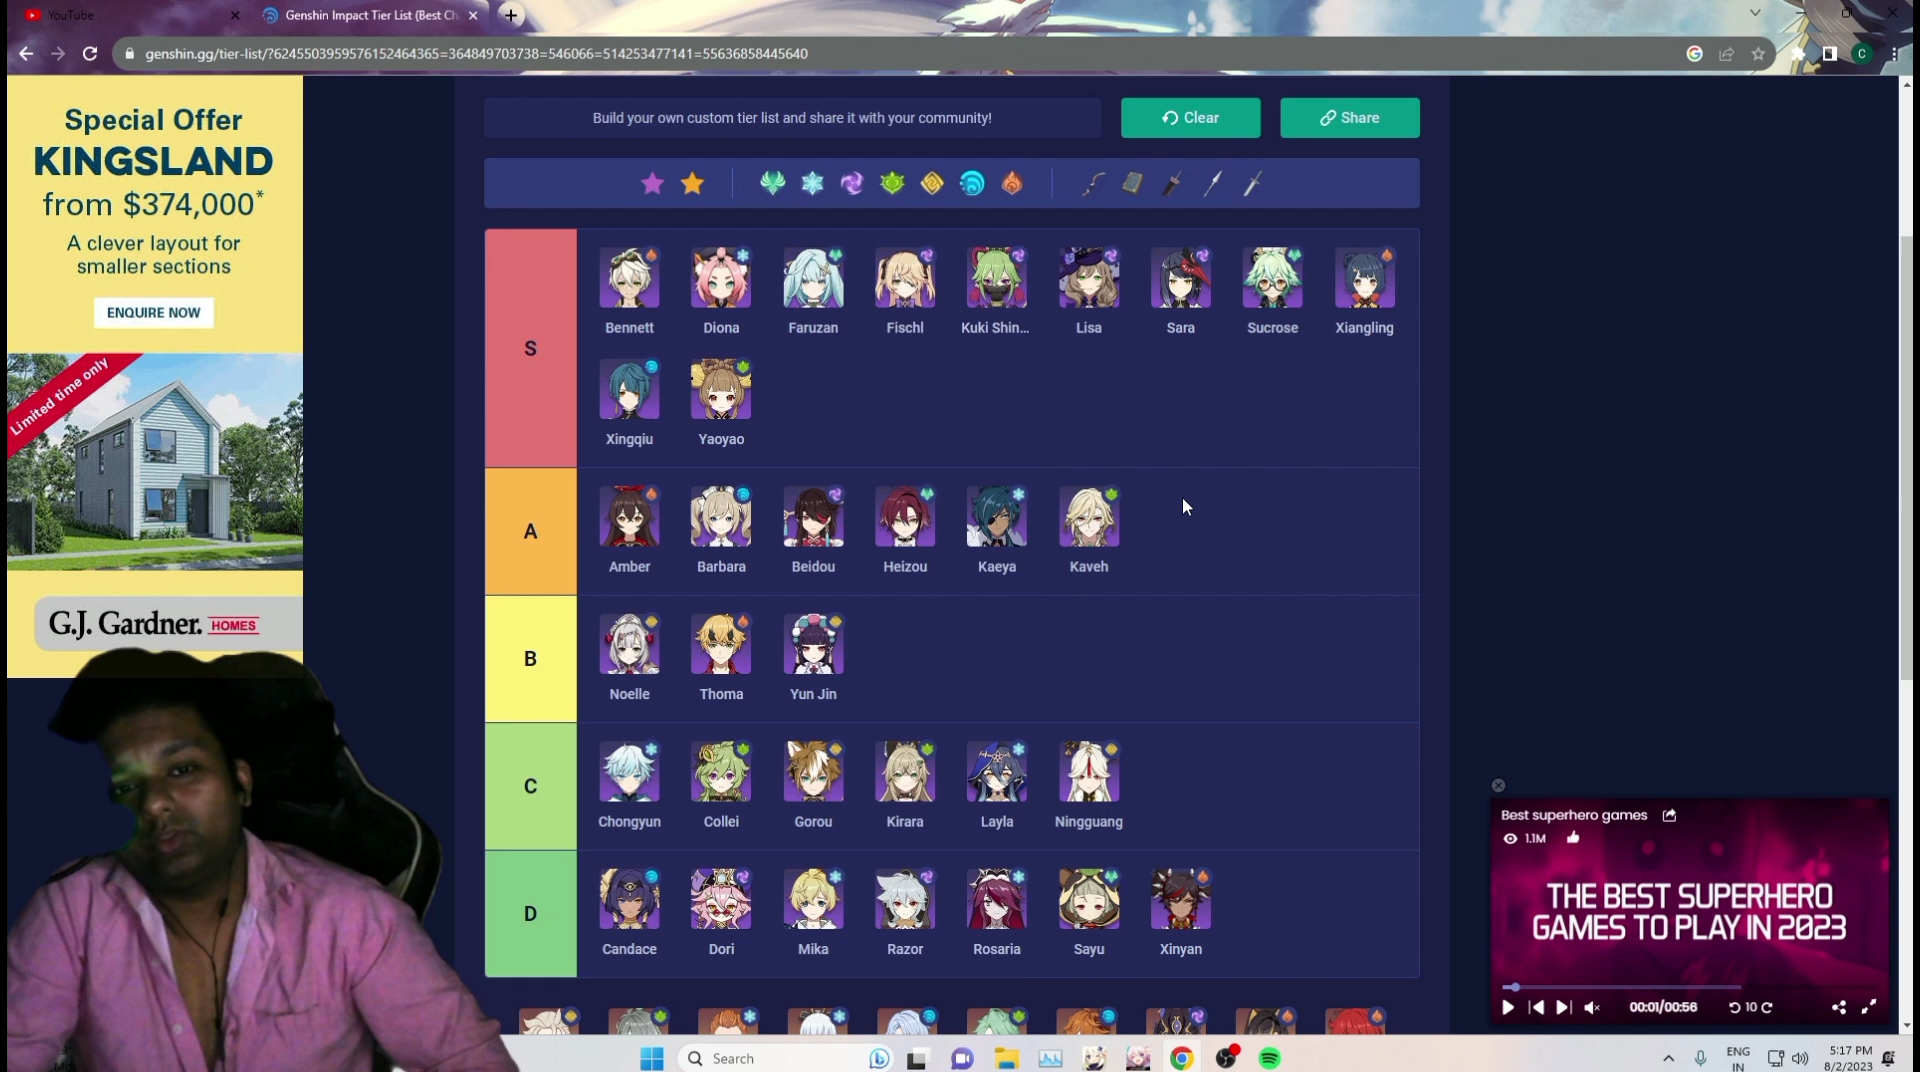 YouTube
Genshin Impact Tier List (Best Ch
genshin.gg/tier-list/?62455039595761524643​65=364849703738=546066=514253477141=55636858445640
C
Special Offer
KINGSLAND
from $374,000*
A clever layout for
smaller sections
ENQUIRE NOW
Limited time only
G.J. Gardner. HOMES
Build your own custom tier list and share it with your community!
Clear
Share
S
Bennett
Diona
Faruzan
Fischl
Kuki Shin...
Lisa
Sara
Sucrose
Xiangling
Xingqiu
Yaoyao
A
Amber
Barbara
Beidou
Heizou
Kaeya
Kaveh
B
Noelle
Thoma
Yun Jin
C
Chongyun
Collei
Gorou
Kirara
Layla
Ningguang
D
Candace
Dori
Mika
Razor
Rosaria
Sayu
Xinyan
Best superhero games
1.1M
THE BEST SUPERHERO
GAMES TO PLAY IN 2023
00:01/00:56
10
Search
ENG
IN
5:17 PM
8/2/2023